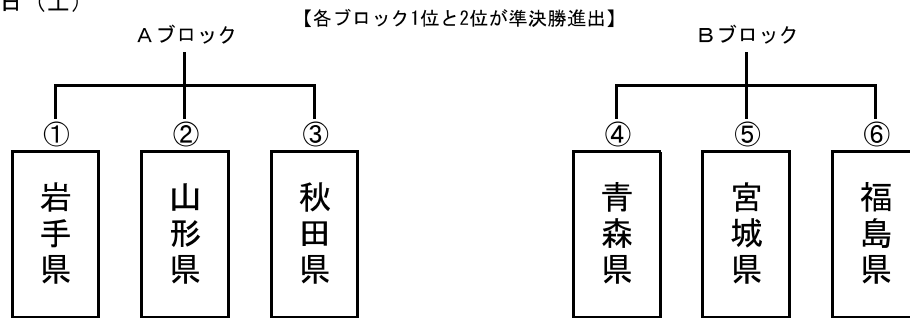 日（土）
【各ブロック1位と2位が準決勝進出】
Aブロック
Bブロック
① ② ③ ④ ⑤ ⑥
岩手県
山形県
秋田県
青森県
宮城県
福島県